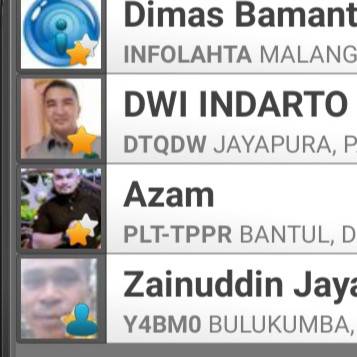 Dimas Bamant
INFOLAHTA MALANG
DWI INDARTO
DTQDW JAYAPURA, P
Azam
PLT-TPPR BANTUL, D
Zainuddin Jaya
Y4BM0 BULUKUMBA,